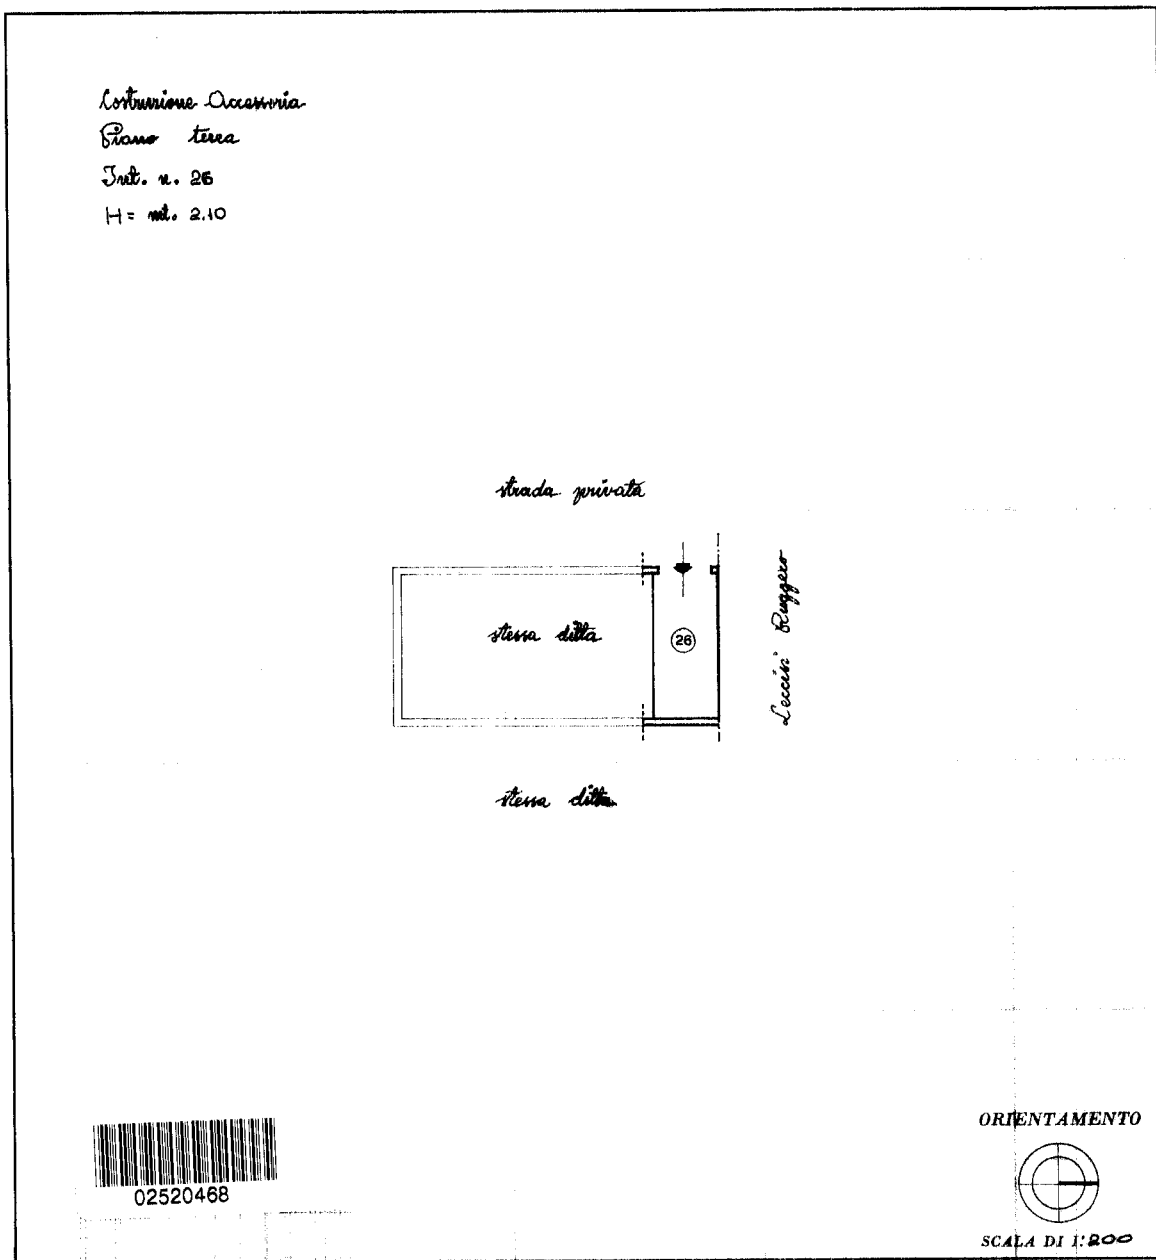 Costruzione Accessoria
Piano terra
Int. n. 26
H = mt. 2.10
strada privata
stessa ditta
26
Leccisi Ruggero
stessa ditta
02520468
ORIENTAMENTO
SCALA DI 1:200